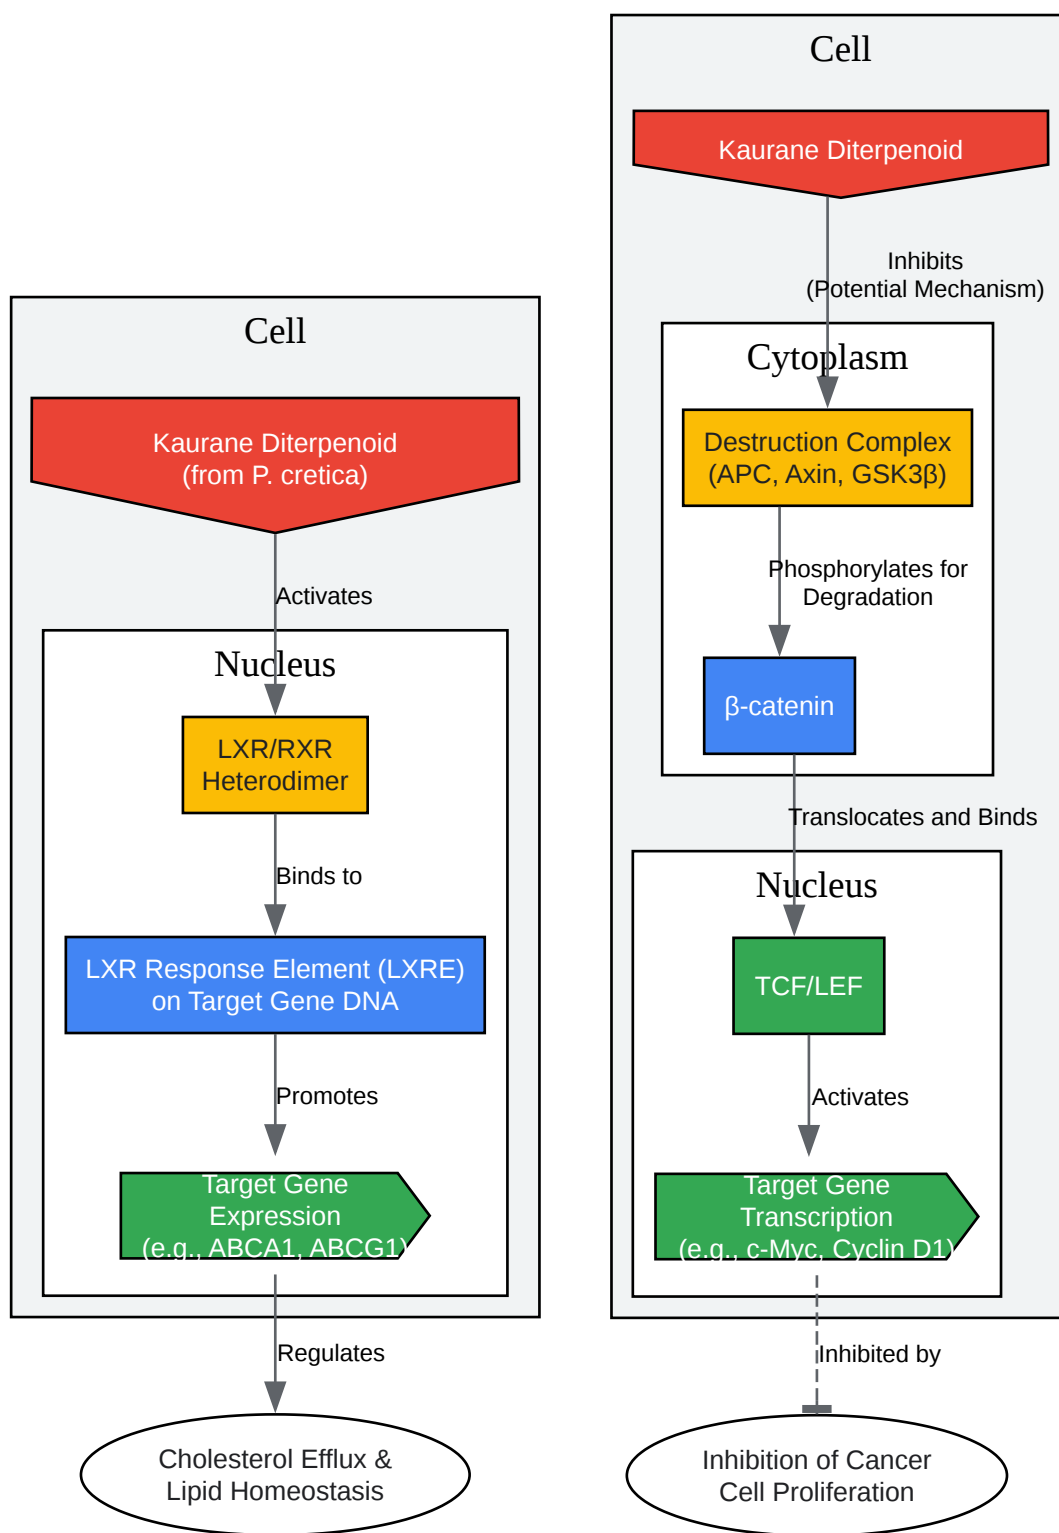 Cell
Kaurane Diterpenoid
(from P. cretica)
Activates
Nucleus
LXR/RXR
Heterodimer
Binds to
LXR Response Element (LXRE)
on Target Gene DNA
Promotes
Target Gene
Expression
(e.g., ABCA1, ABCG1)
Regulates
Cholesterol Efflux &
Lipid Homeostasis
Cell
Kaurane Diterpenoid
Inhibits
(Potential Mechanism)
Cytoplasm
Destruction Complex
(APC, Axin, GSK3β)
Phosphorylates for
Degradation
β-catenin
Translocates and Binds
Nucleus
TCF/LEF
Activates
Target Gene
Transcription
(e.g., c-Myc, Cyclin D1)
Inhibited by
Inhibition of Cancer
Cell Proliferation